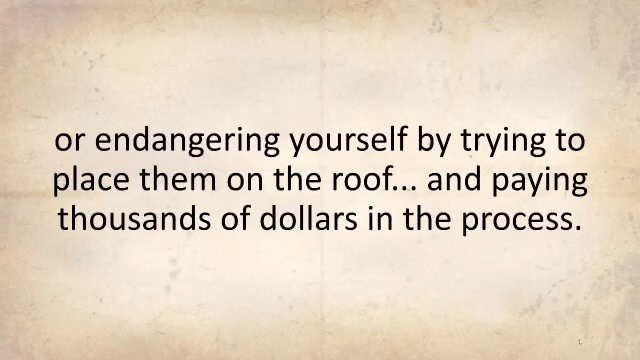 or endangering yourself by trying to
place them on the roof... and paying
thousands of dollars in the process.